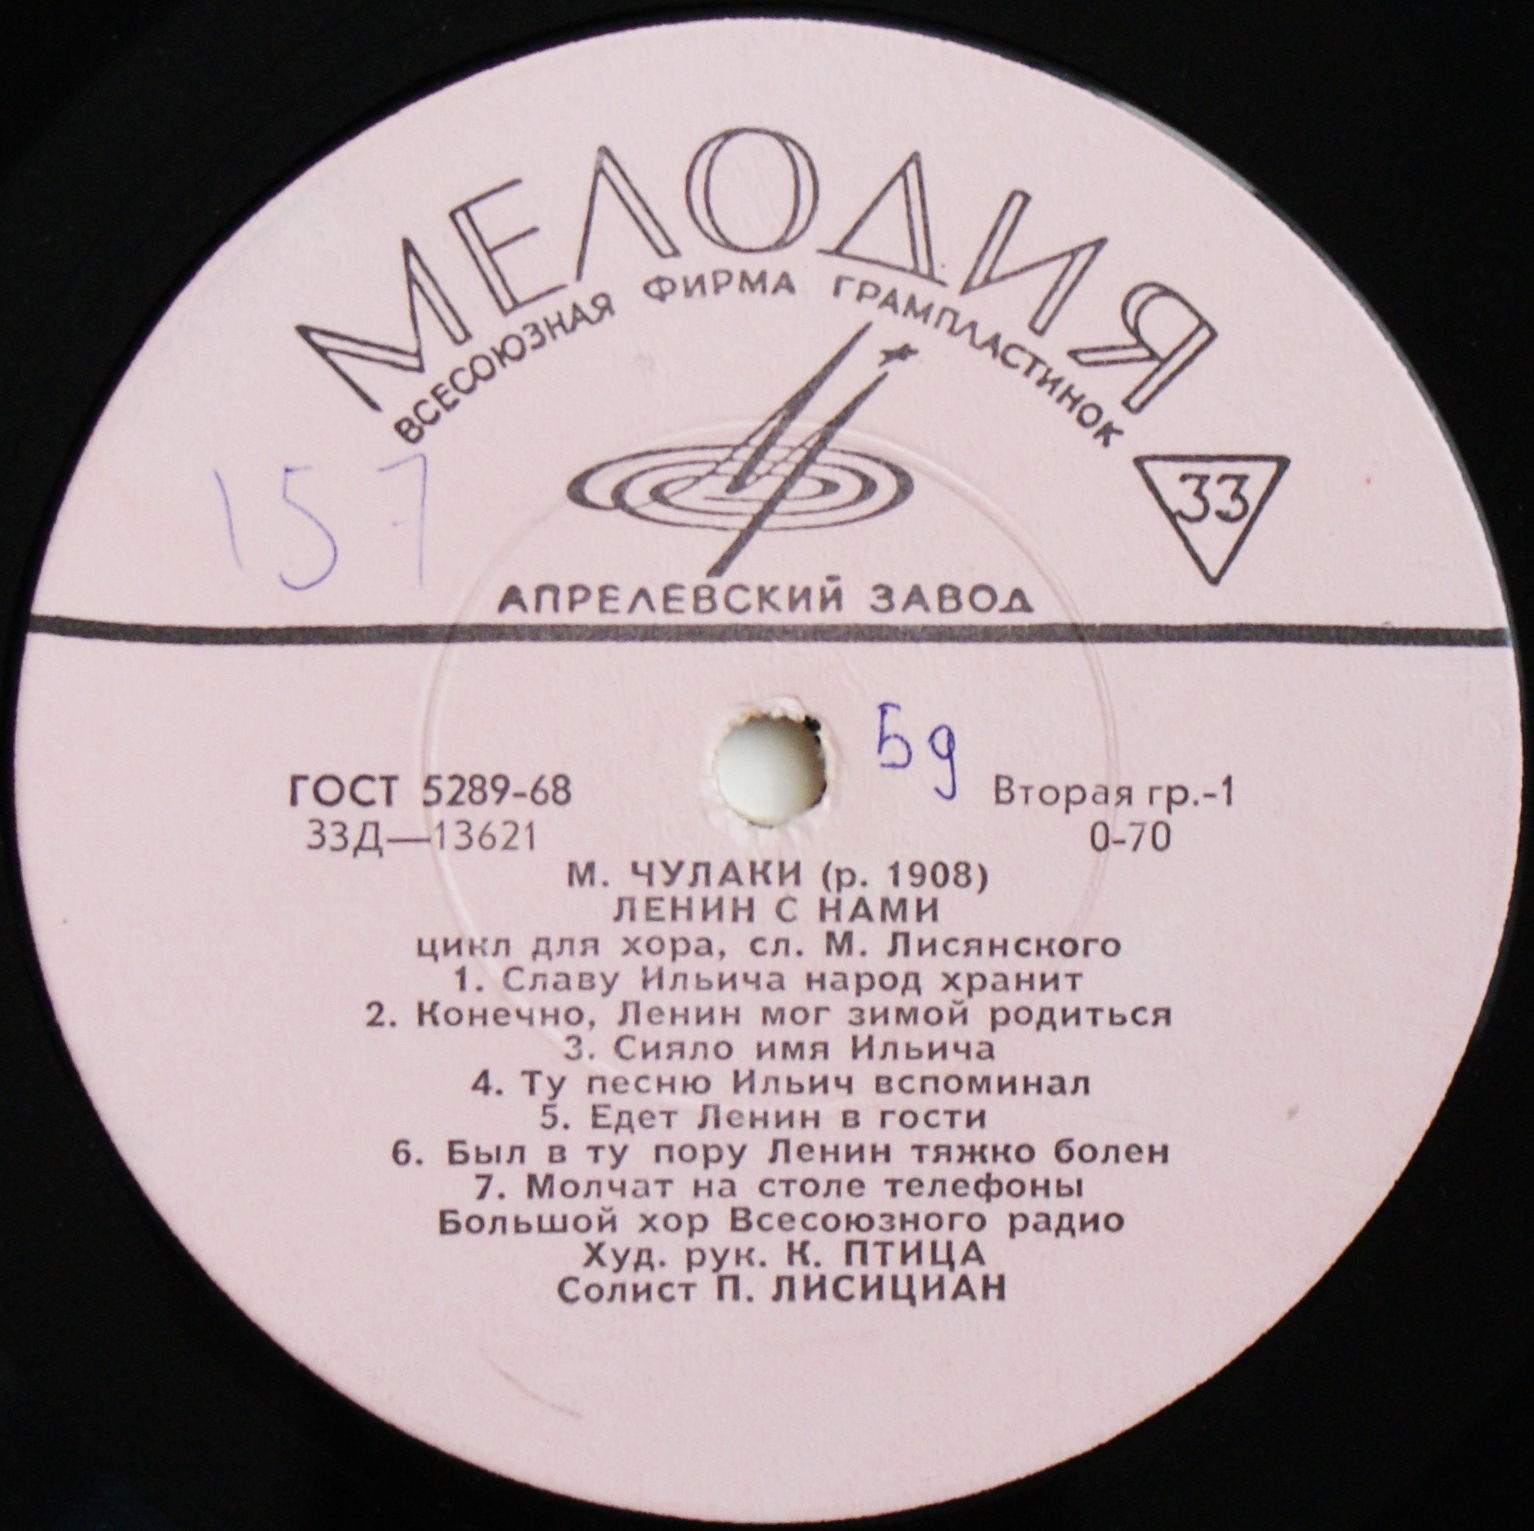 МЕЛОДИЯ
ВСЕСОЮЗНАЯ ФИРМА ГРАМПЛАСТИНОК
33
157
АПРЕЛЕВСКИЙ ЗАВОД
59
ГОСТ 5289-68
Вторая гр.-1
33Д—13621
0-70
М. ЧУЛАКИ (р. 1908)
ЛЕНИН С НАМИ
цикл для хора, сл. М. Лисянского
1. Славу Ильича народ хранит
2. Конечно, Ленин мог зимой родиться
3. Сияло имя Ильича
4. Ту песню Ильич вспоминал
5. Едет Ленин в гости
6. Был в ту пору Ленин тяжко болен
7. Молчат на столе телефоны
Большой хор Всесоюзного радио
Худ. рук. К. ПТИЦА
Солист П. ЛИСИЦИАН